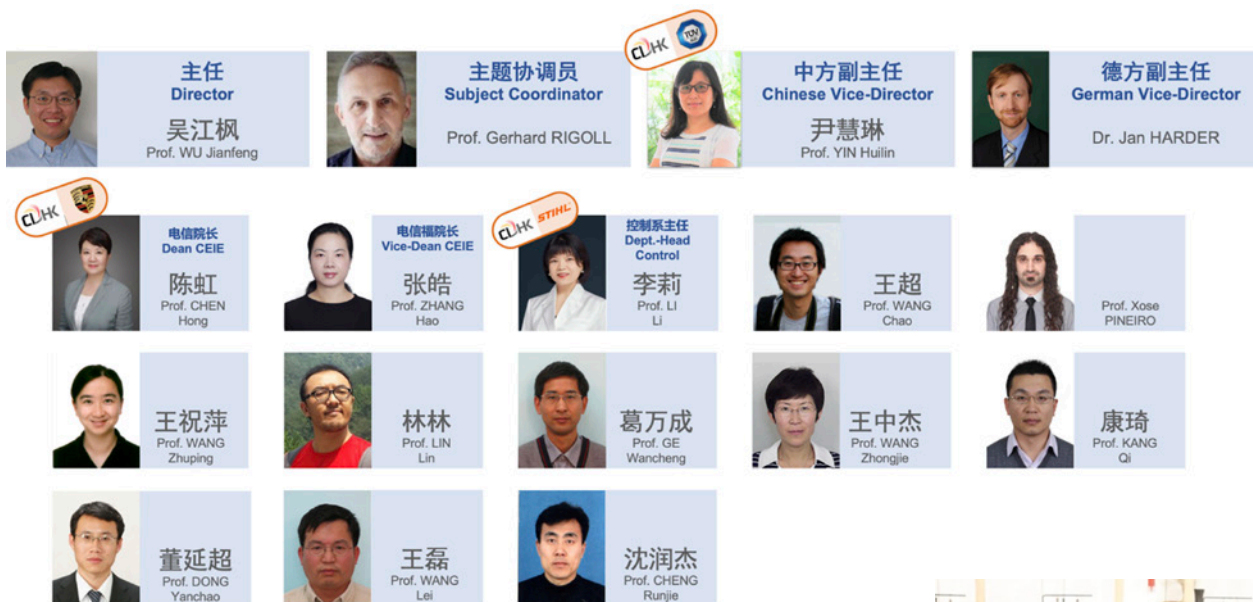 主任
Director
吴江枫
Prof. WU Jianfeng
主题协调员
Subject Coordinator
Prof. Gerhard RIGOLL
CDHK
TÜV
中方副主任
Chinese Vice-Director
尹慧琳
Prof. YIN Huilin
德方副主任
German Vice-Director
Dr. Jan HARDER
CDHK
电信院长
Dean CEIE
陈虹
Prof. CHEN
Hong
电信福院长
Vice-Dean CEIE
张皓
Prof. ZHANG
Hao
CDHK STIHL
控制系主任
Dept.-Head
Control
李莉
Prof. LI
Li
王超
Prof. WANG
Chao
Prof. Xose
PINEIRO
王祝萍
Prof. WANG
Zhuping
林林
Prof. LIN
Lin
葛万成
Prof. GE
Wancheng
王中杰
Prof. WANG
Zhongjie
康琦
Prof. KANG
Qi
董延超
Prof. DONG
Yanchao
王磊
Prof. WANG
Lei
沈润杰
Prof. CHENG
Runjie